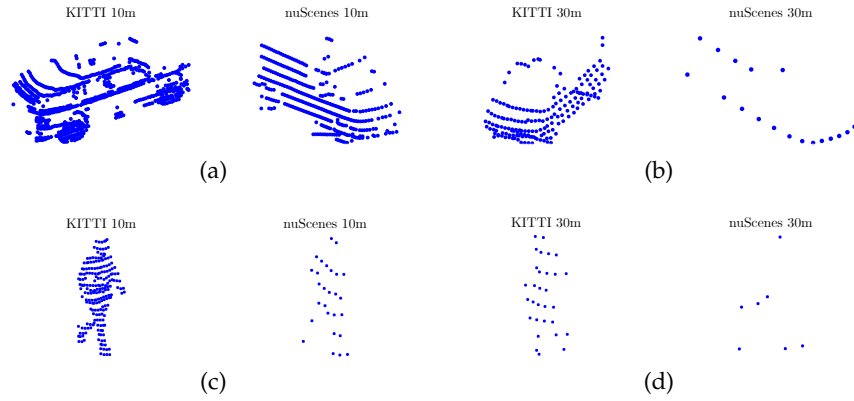 KITTI 10m
nuScenes 10m
KITTI 30m
nuScenes 30m
(a)
(b)
KITTI 10m
nuScenes 10m
KITTI 30m
nuScenes 30m
(c)
(d)